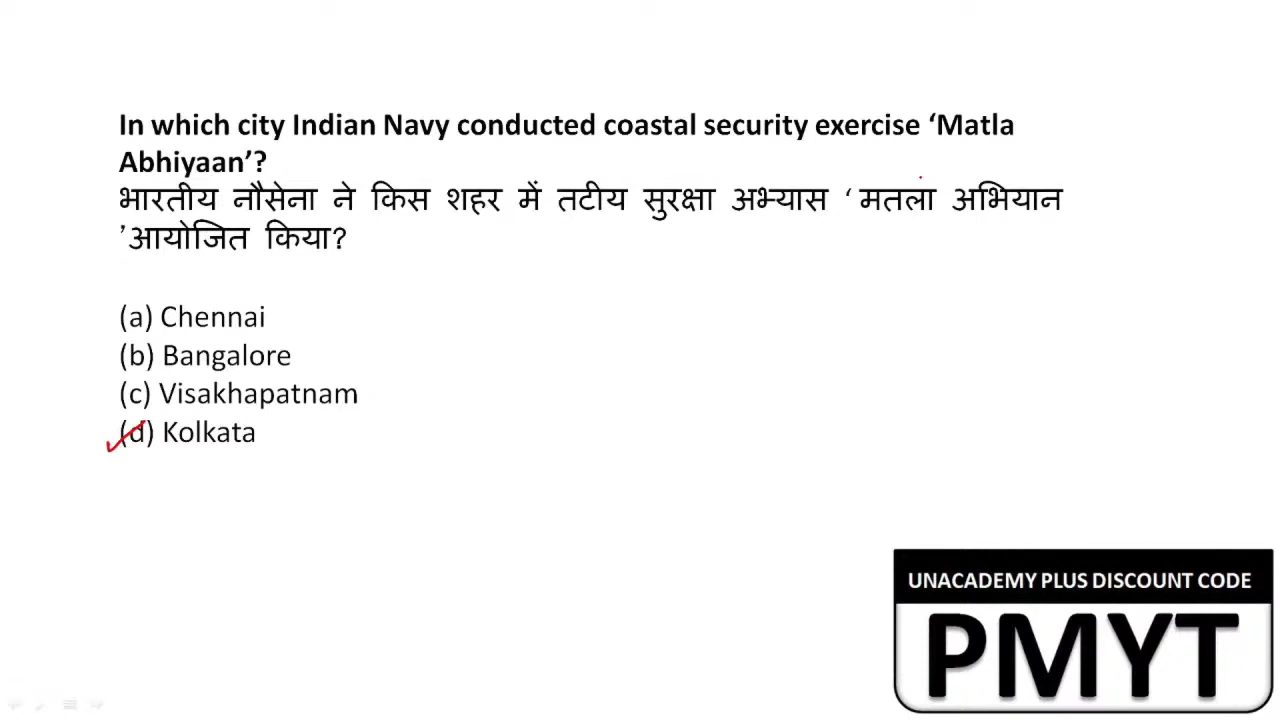 In which city Indian Navy conducted coastal security exercise ‘Matla
Abhiyaan’?
भारतीय नौसेना ने किस शहर में तटीय सुरक्षा अभ्यास ‘ मतला अभियान
’आयोजित किया?
(a) Chennai
(b) Bangalore
(c) Visakhapatnam
(d) Kolkata
UNACADEMY PLUS DISCOUNT CODE
PMYT